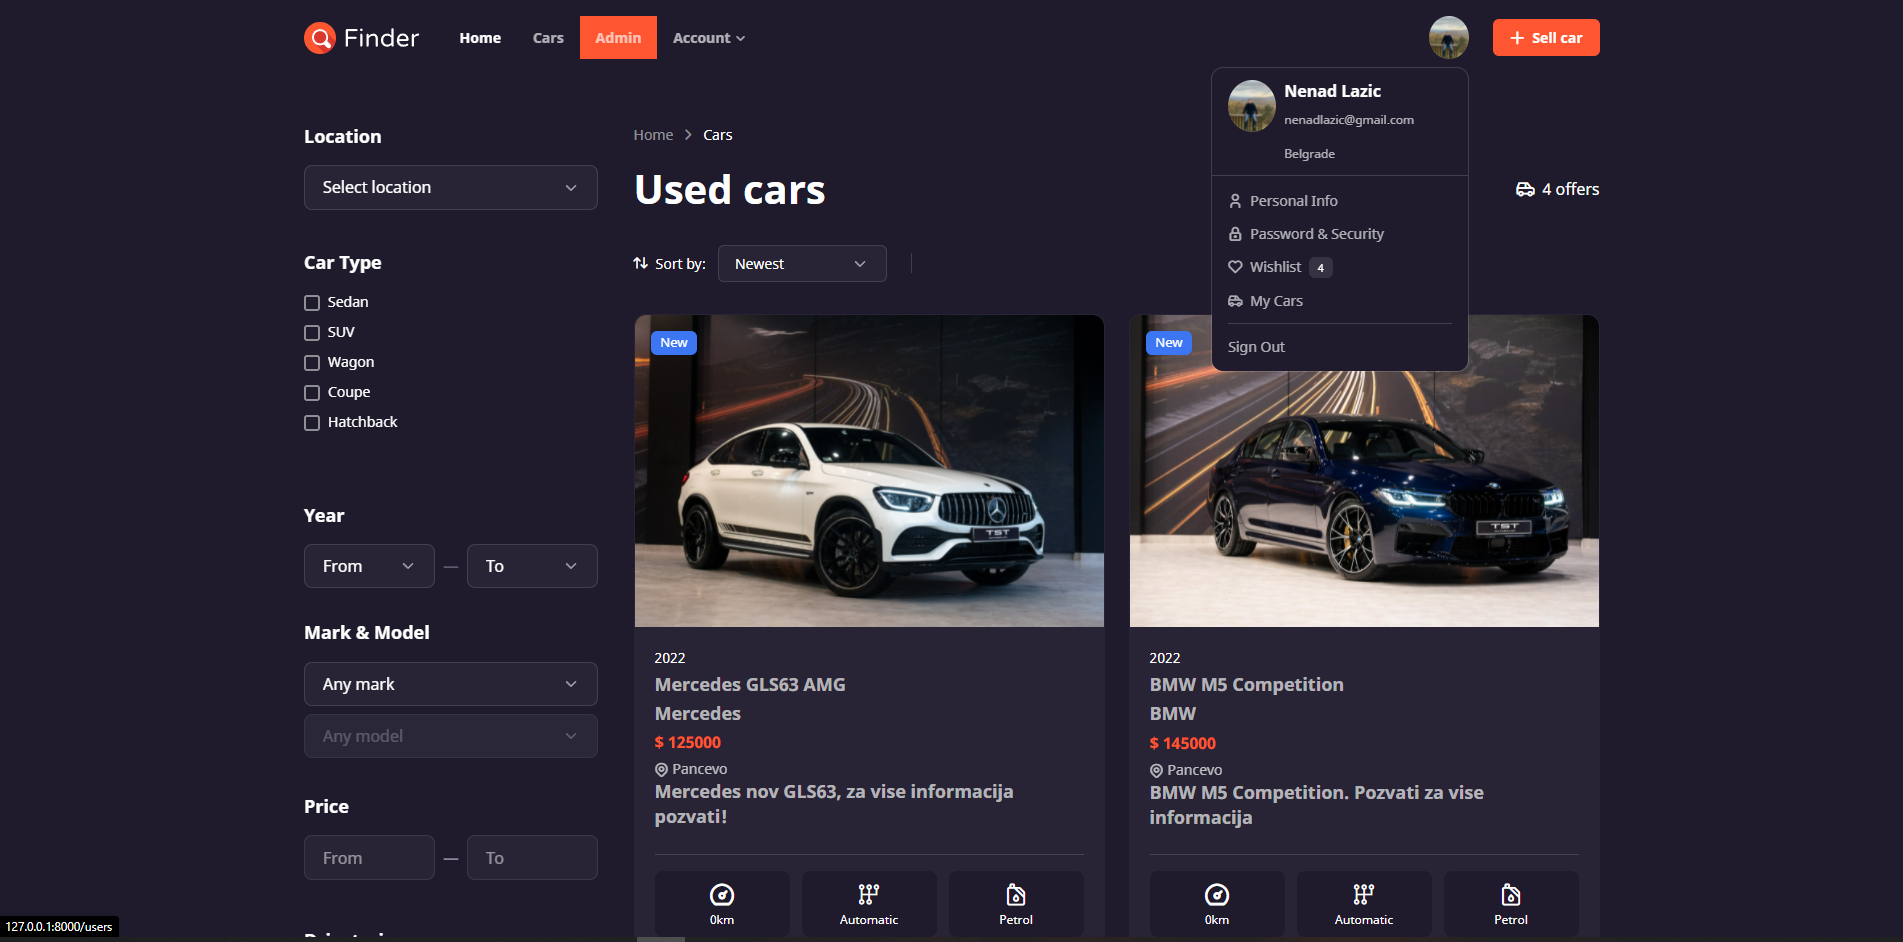 Finder
Home
Cars
Admin
Account
Sell car
Nenad Lazic
nenadlazic@gmail.com
Belgrade
Personal Info
Password & Security
Wishlist 4
My Cars
Sign Out
Location
Select location
Car Type
Sedan
SUV
Wagon
Coupe
Hatchback
Year
From — To
Mark & Model
Any mark
Any model
Price
From — To
Home > Cars
Used cars
4 offers
Sort by: Newest
New
TST
2022
Mercedes GLS63 AMG
Mercedes
$ 125000
Pancevo
Mercedes nov GLS63, za vise informacija
pozvati!
0km
Automatic
Petrol
New
TST
2022
BMW M5 Competition
BMW
$ 145000
Pancevo
BMW M5 Competition. Pozvati za vise
informacija
0km
Automatic
Petrol
127.0.0.1:8000/users